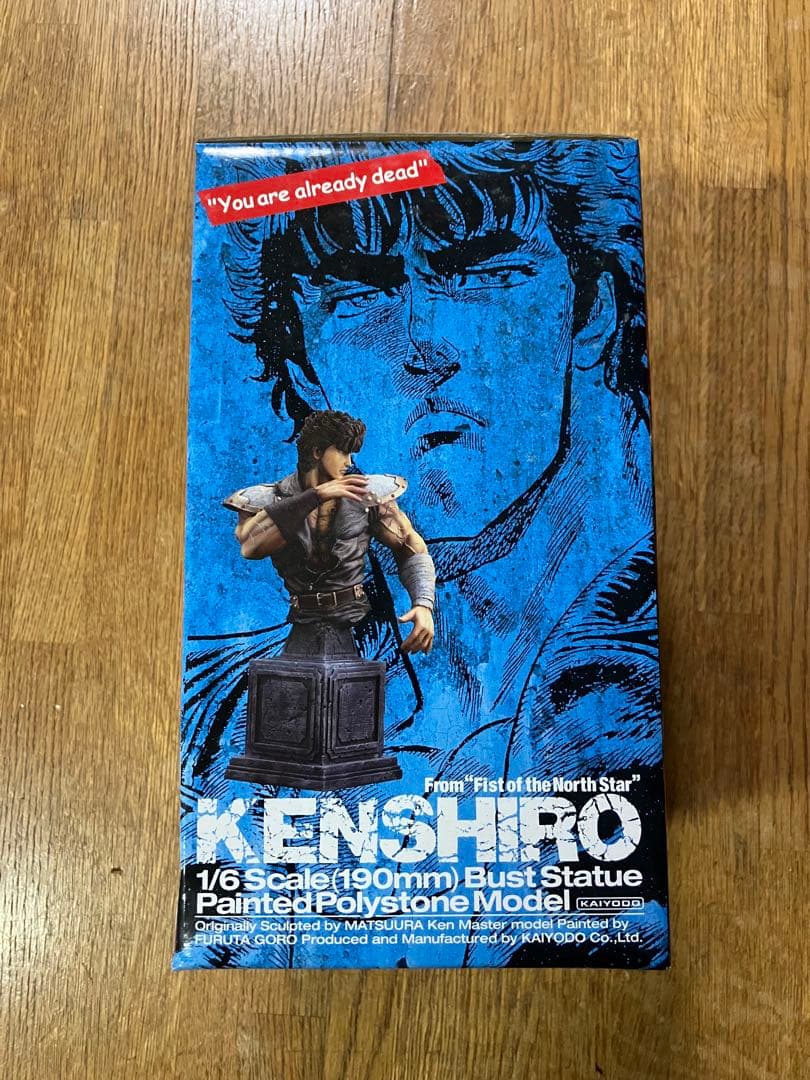 "You are already dead"
From "Fist of the North Star"
KENSHIRO
1/6 Scale(190mm) Bust Statue
Painted Polystone Model KAIYODO
Originally Sculpted by MATSUURA Ken Master model Painted by
FURUTA GORO Produced and Manufactured by KAIYODO Co.,Ltd.